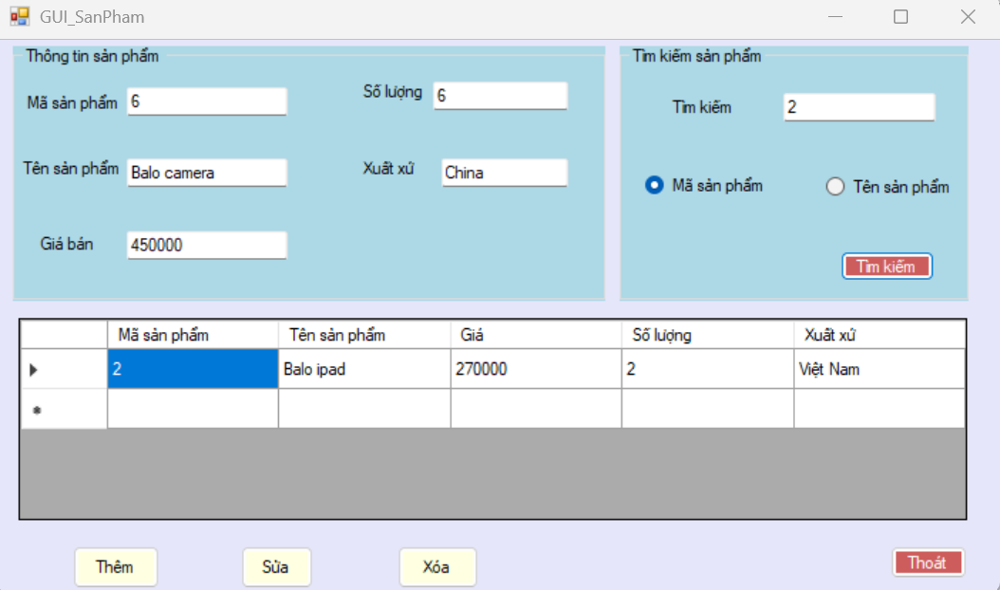 GUI_SanPham
Thông tin sản phẩm
Mã sản phẩm 6
Số lượng 6
Tên sản phẩm Balo camera
Xuất xứ China
Giá bán 450000
Tìm kiếm sản phẩm
Tìm kiếm 2
Mã sản phẩm
Tên sản phẩm
Tìm kiếm
Mã sản phẩm Tên sản phẩm Giá Số lượng Xuất xứ
2 Balo ipad 270000 2 Việt Nam
Thêm Sửa Xóa Thoát